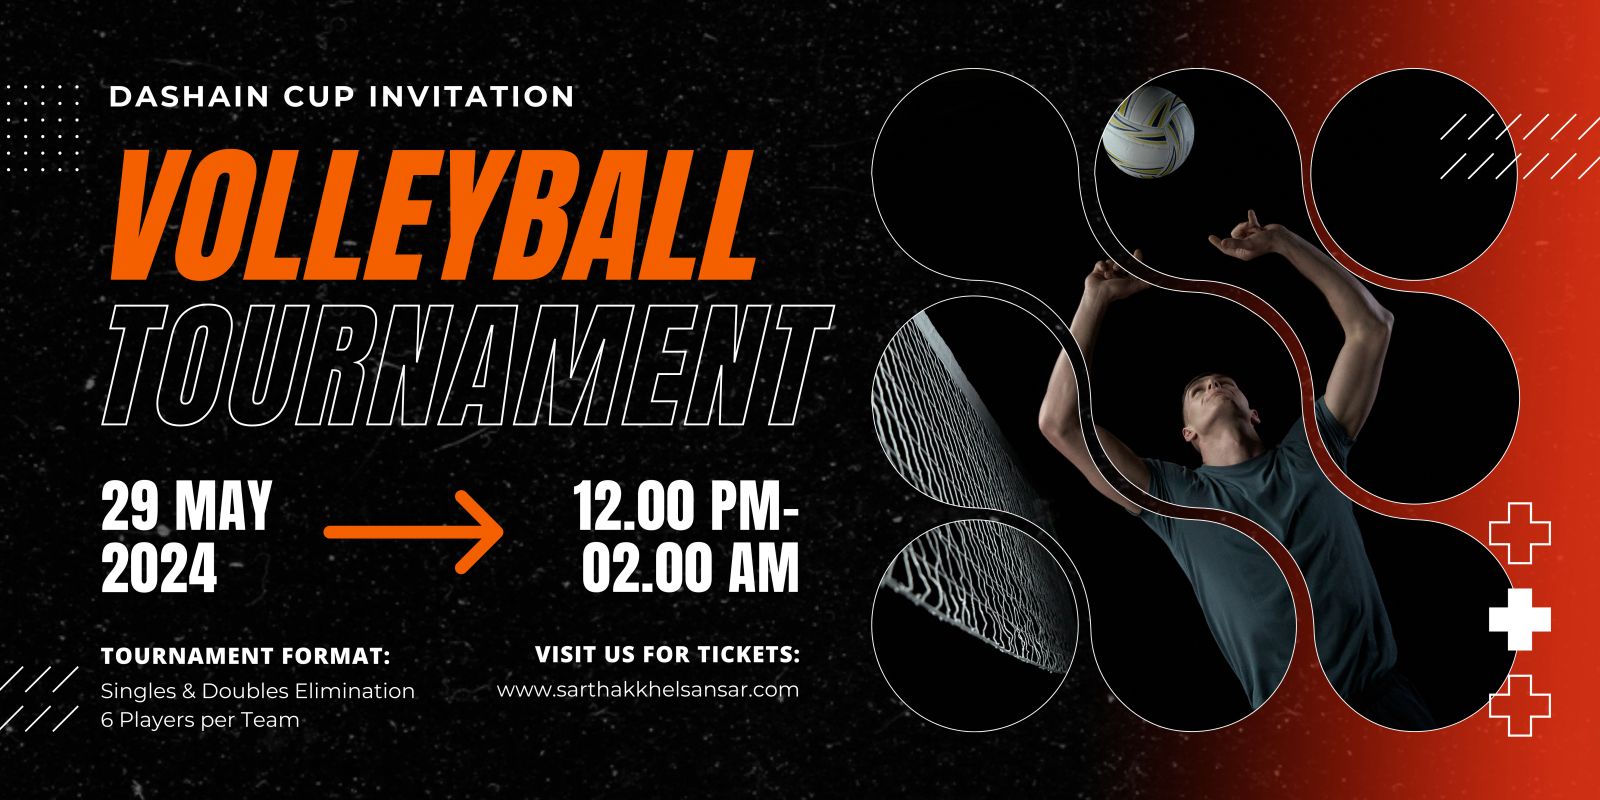 DASHAIN CUP INVITATION
VOLLEYBALL
TOURNAMENT
29 MAY
2024
12.00 PM-
02.00 AM
TOURNAMENT FORMAT:
Singles & Doubles Elimination
6 Players per Team
VISIT US FOR TICKETS:
www.sarthakkhelsansar.com